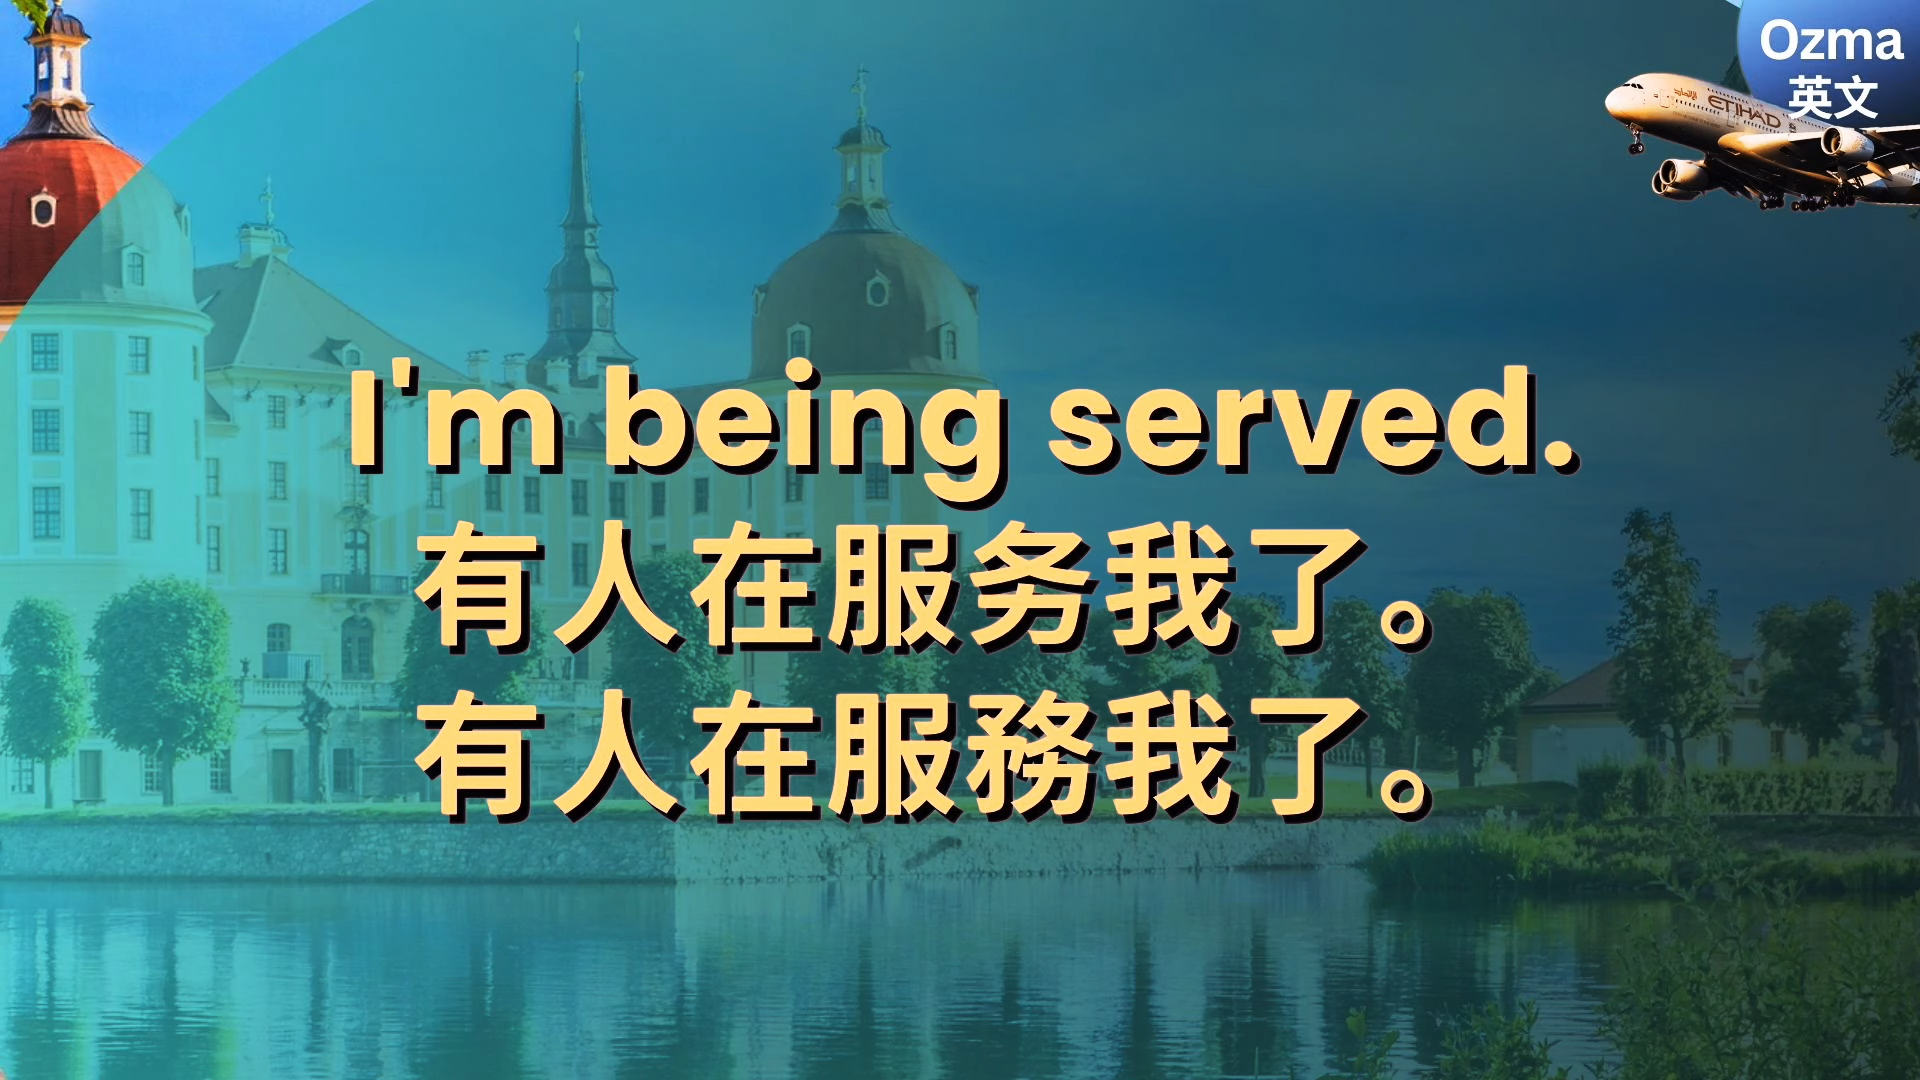 Ozma
英文
ETIHAD
I'm being served.
有人在服务我了。
有人在服務我了。